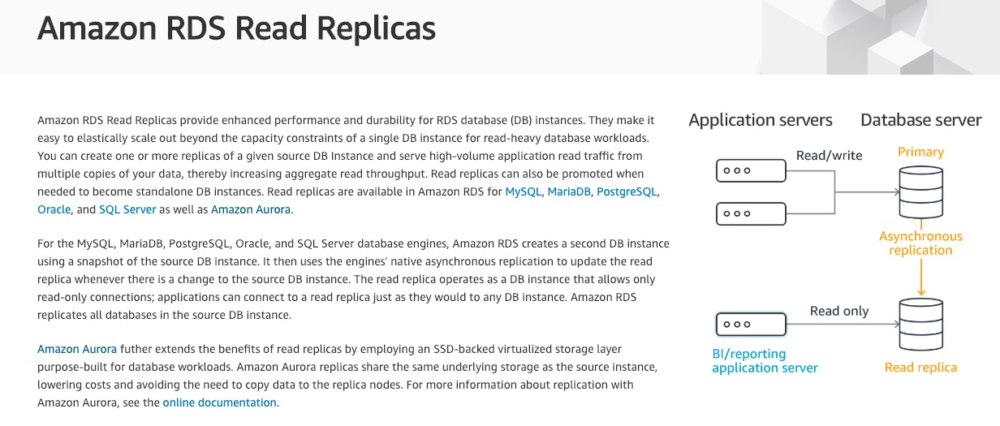 Amazon RDS Read Replicas
Amazon RDS Read Replicas provide enhanced performance and durability for RDS database (DB) instances. They make it
easy to elastically scale out beyond the capacity constraints of a single DB instance for read-heavy database workloads.
You can create one or more replicas of a given source DB Instance and serve high-volume application read traffic from
multiple copies of your data, thereby increasing aggregate read throughput. Read replicas can also be promoted when
needed to become standalone DB instances. Read replicas are available in Amazon RDS for MySQL, MariaDB, PostgreSQL,
Oracle, and SQL Server as well as Amazon Aurora.
For the MySQL, MariaDB, PostgreSQL, Oracle, and SQL Server database engines, Amazon RDS creates a second DB instance
using a snapshot of the source DB instance. It then uses the engines' native asynchronous replication to update the read
replica whenever there is a change to the source DB instance. The read replica operates as a DB instance that allows only
read-only connections; applications can connect to a read replica just as they would to any DB instance. Amazon RDS
replicates all databases in the source DB instance.
Amazon Aurora futher extends the benefits of read replicas by employing an SSD-backed virtualized storage layer
purpose-built for database workloads. Amazon Aurora replicas share the same underlying storage as the source instance,
lowering costs and avoiding the need to copy data to the replica nodes. For more information about replication with
Amazon Aurora, see the online documentation.
Application servers
Database server
Read/write
Primary
Asynchronous
replication
Read only
BI/reporting
application server
Read replica